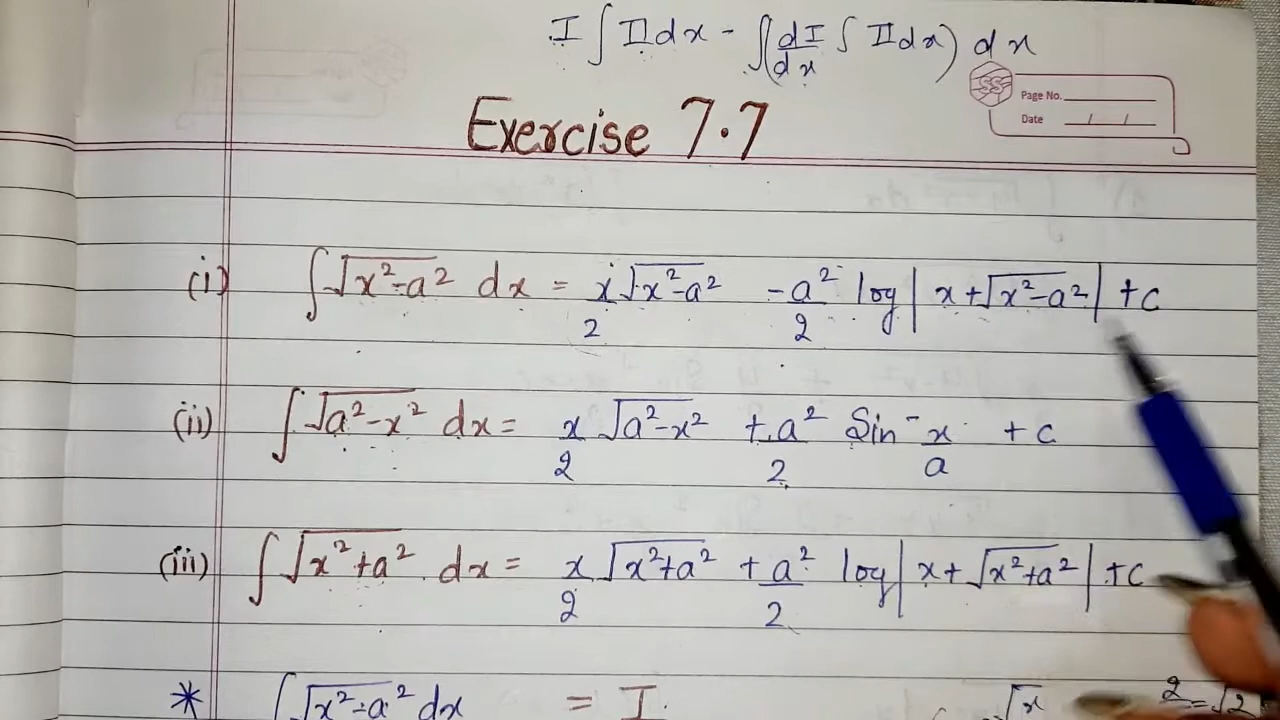 I ∫ II dx - ∫(dI/dx ∫ II dx) dx
Page No.
Date / /
Exercise 7.7
(i) ∫√x²-a² dx = x/2 √x²-a² - a²/2 log | x + √x²-a² | + c
(ii) ∫√a²-x² dx = x/2 √a²-x² + a²/2 Sin⁻ x/a + c
(iii) ∫√x²+a² dx = x/2 √x²+a² + a²/2 log | x + √x²+a² | + c
* ∫√x²-a² dx = I.